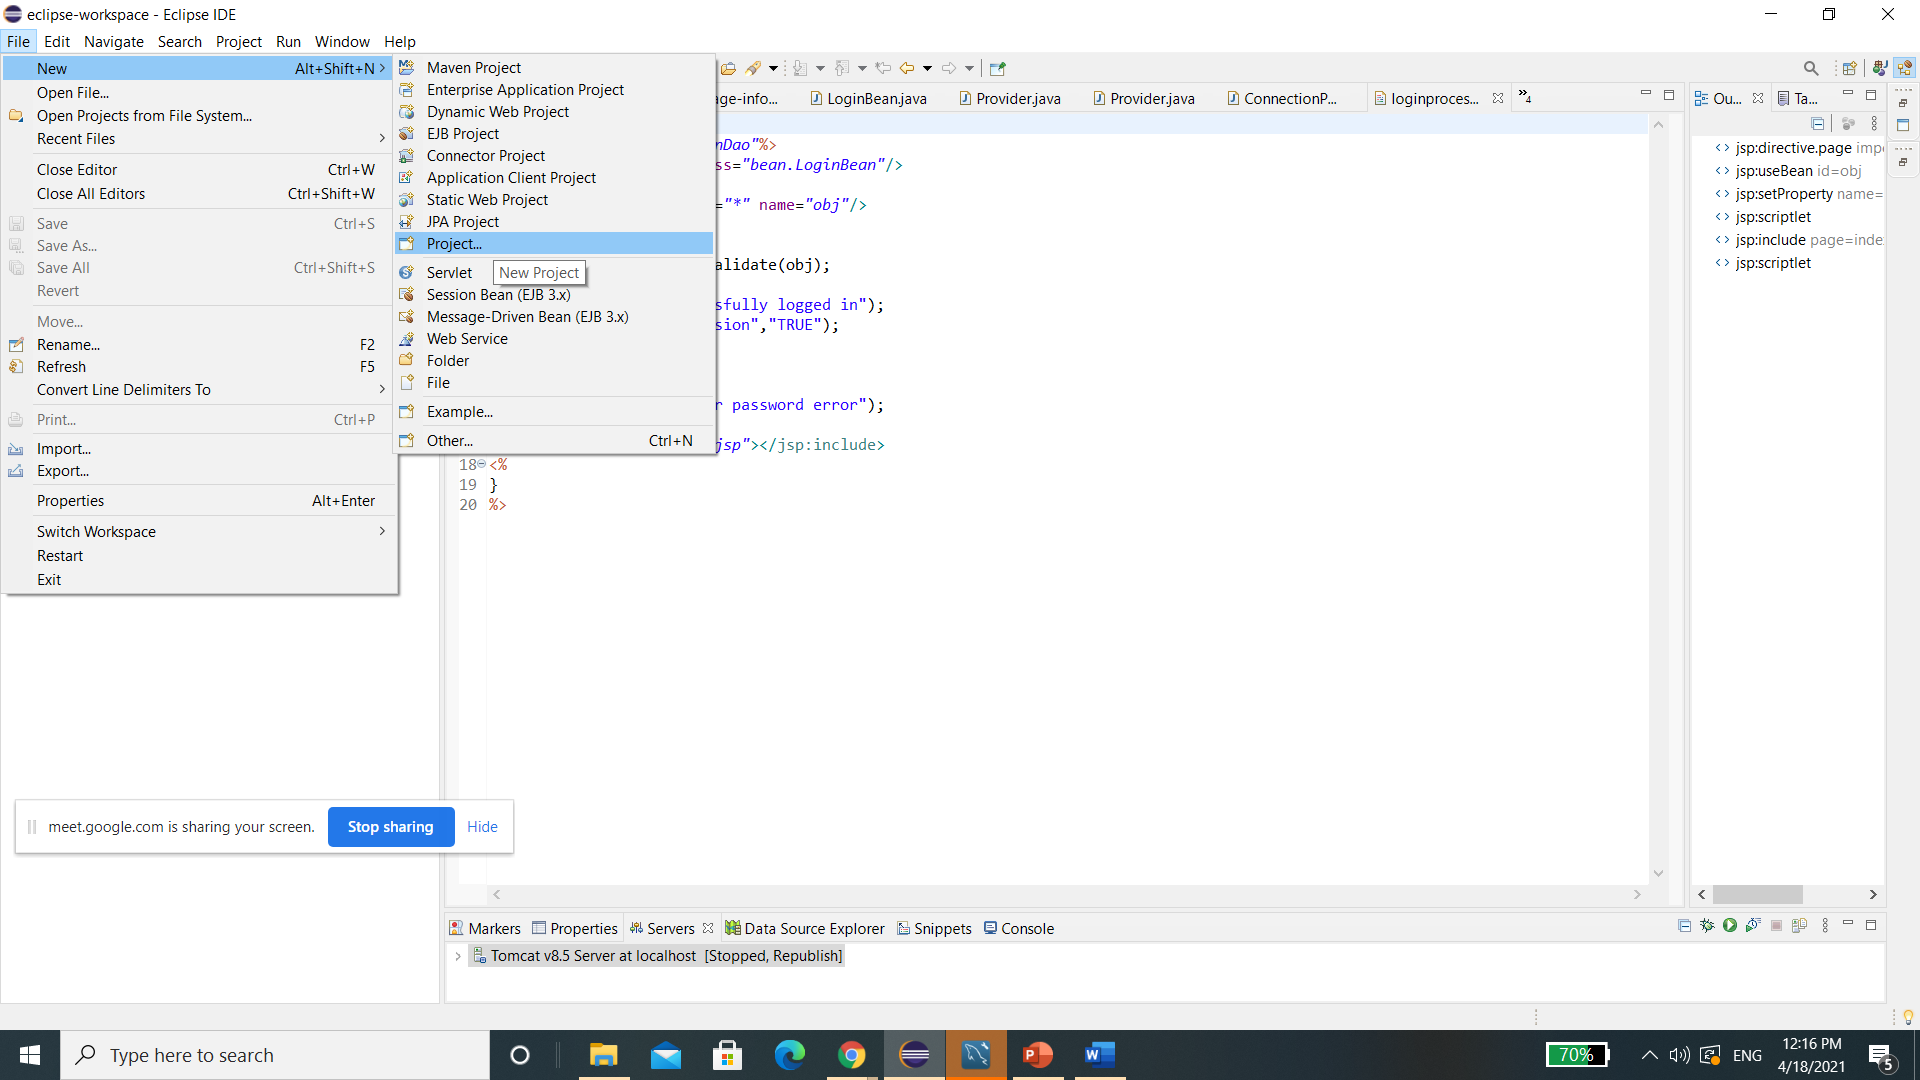 eclipse-workspace - Eclipse IDE
File Edit Navigate Search Project Run Window Help
New Alt+Shift+N
Open File...
Open Projects from File System...
Recent Files
Close Editor Ctrl+W
Close All Editors Ctrl+Shift+W
Save Ctrl+S
Save As...
Save All Ctrl+Shift+S
Revert
Move...
Rename... F2
Refresh F5
Convert Line Delimiters To
Print... Ctrl+P
Import...
Export...
Properties Alt+Enter
Switch Workspace
Restart
Exit
Maven Project
Enterprise Application Project
Dynamic Web Project
EJB Project
Connector Project
Application Client Project
Static Web Project
JPA Project
Project...
Servlet
New Project
Session Bean (EJB 3.x)
Message-Driven Bean (EJB 3.x)
Web Service
Folder
File
Example...
Other... Ctrl+N
age-info... LoginBean.java Provider.java Provider.java ConnectionP... loginproces... »4
nDao"%>
ss="bean.LoginBean"/>
="*" name="obj"/>
alidate(obj);
sfully logged in");
sion","TRUE");
r password error");
jsp"></jsp:include>
18 <%
19 }
20 %>
Ou... Ta...
jsp:directive.page impo
jsp:useBean id=obj
jsp:setProperty name=
jsp:scriptlet
jsp:include page=inde
jsp:scriptlet
meet.google.com is sharing your screen. Stop sharing Hide
Markers Properties Servers Data Source Explorer Snippets Console
Tomcat v8.5 Server at localhost [Stopped, Republish]
Type here to search
70%
ENG
12:16 PM
4/18/2021
5